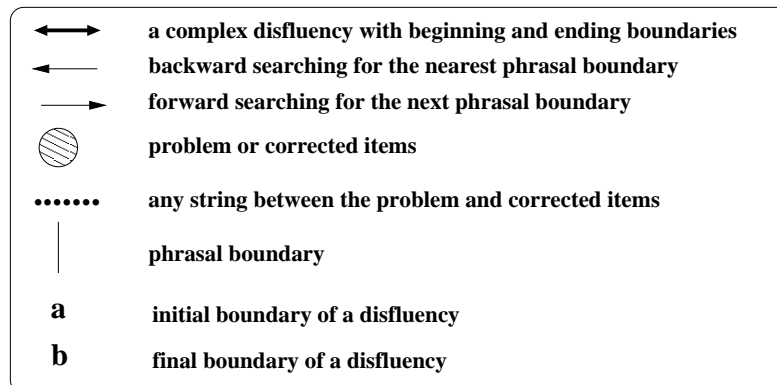 a complex disfluency with beginning and ending boundaries
backward searching for the nearest phrasal boundary
forward searching for the next phrasal boundary
problem or corrected items
any string between the problem and corrected items
phrasal boundary
a initial boundary of a disfluency
b final boundary of a disfluency